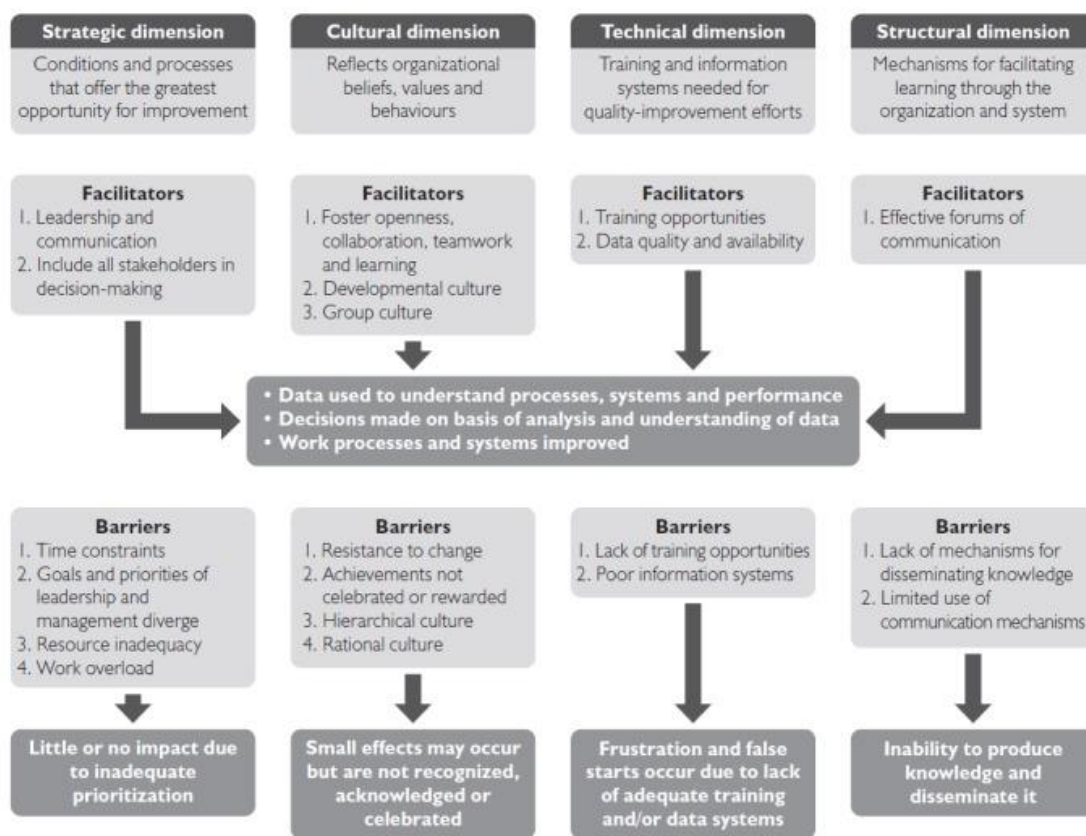 Strategic dimension
Conditions and processes
that offer the greatest
opportunity for improvement
Cultural dimension
Reflects organizational
beliefs, values and
behaviours
Technical dimension
Training and information
systems needed for
quality-improvement efforts
Structural dimension
Mechanisms for facilitating
learning through the
organization and system
Facilitators
1. Leadership and
communication
2. Include all stakeholders in
decision-making
Facilitators
1. Foster openness,
collaboration, teamwork
and learning
2. Developmental culture
3. Group culture
Facilitators
1. Training opportunities
2. Data quality and availability
Facilitators
1. Effective forums of
communication
• Data used to understand processes, systems and performance
• Decisions made on basis of analysis and understanding of data
• Work processes and systems improved
Barriers
1. Time constraints
2. Goals and priorities of
leadership and
management diverge
3. Resource inadequacy
4. Work overload
Barriers
1. Resistance to change
2. Achievements not
celebrated or rewarded
3. Hierarchical culture
4. Rational culture
Barriers
1. Lack of training opportunities
2. Poor information systems
Barriers
1. Lack of mechanisms for
disseminating knowledge
2. Limited use of
communication mechanisms
Little or no impact due
to inadequate
prioritization
Small effects may occur
but are not recognized,
acknowledged or
celebrated
Frustration and false
starts occur due to lack
of adequate training
and/or data systems
Inability to produce
knowledge and
disseminate it